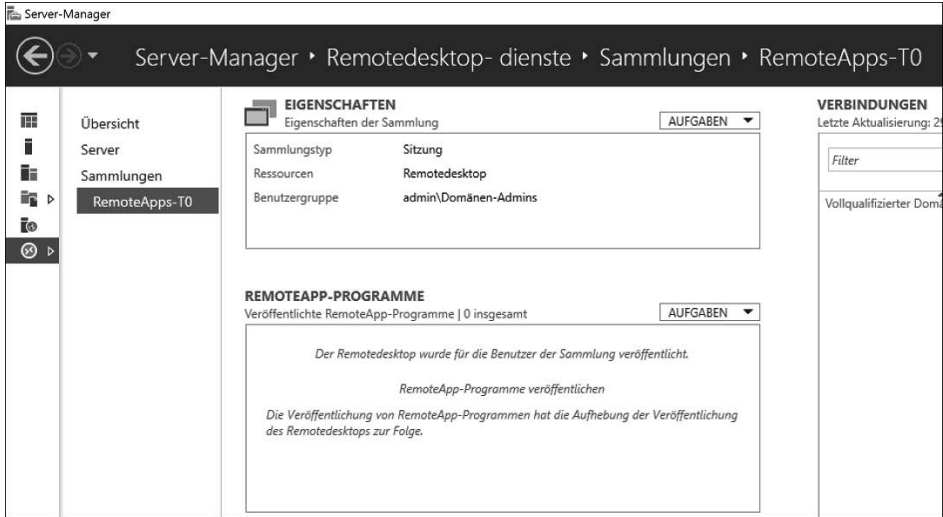 Server-Manager
Server-Manager ‣ Remotedesktop- dienste ‣ Sammlungen ‣ RemoteApps-T0
Übersicht
Server
Sammlungen
RemoteApps-T0
EIGENSCHAFTEN
Eigenschaften der Sammlung
AUFGABEN
Sammlungstyp Sitzung
Ressourcen Remotedesktop
Benutzergruppe admin\Domänen-Admins
REMOTEAPP-PROGRAMME
Veröffentlichte RemoteApp-Programme | 0 insgesamt
AUFGABEN
Der Remotedesktop wurde für die Benutzer der Sammlung veröffentlicht.
RemoteApp-Programme veröffentlichen
Die Veröffentlichung von RemoteApp-Programmen hat die Aufhebung der Veröffentlichung
des Remotedesktops zur Folge.
VERBINDUNGEN
Letzte Aktualisierung:
Filter
Vollqualifizierter